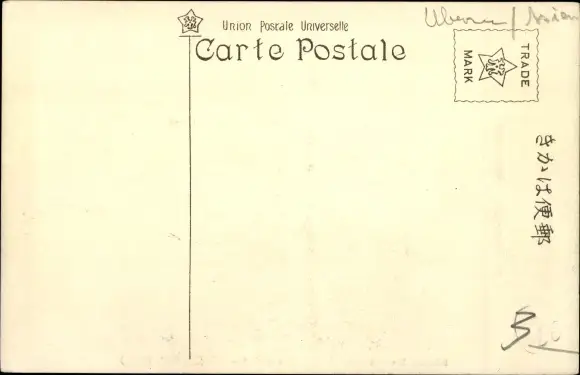 Union Postale Universelle
Carte Postale
TRADE
MARK
きかは便郵